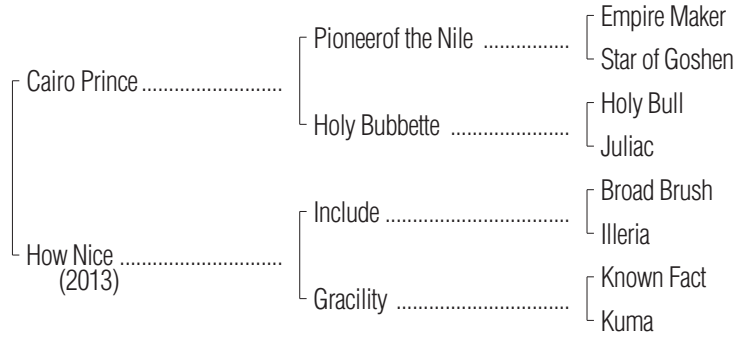 Empire Maker
Pioneerof the Nile ................
Star of Goshen
Cairo Prince ..........................
Holy Bull
Holy Bubbette ......................
Juliac
Broad Brush
Include ..................................
Illeria
How Nice ..............................
(2013)
Known Fact
Gracility ................................
Kuma